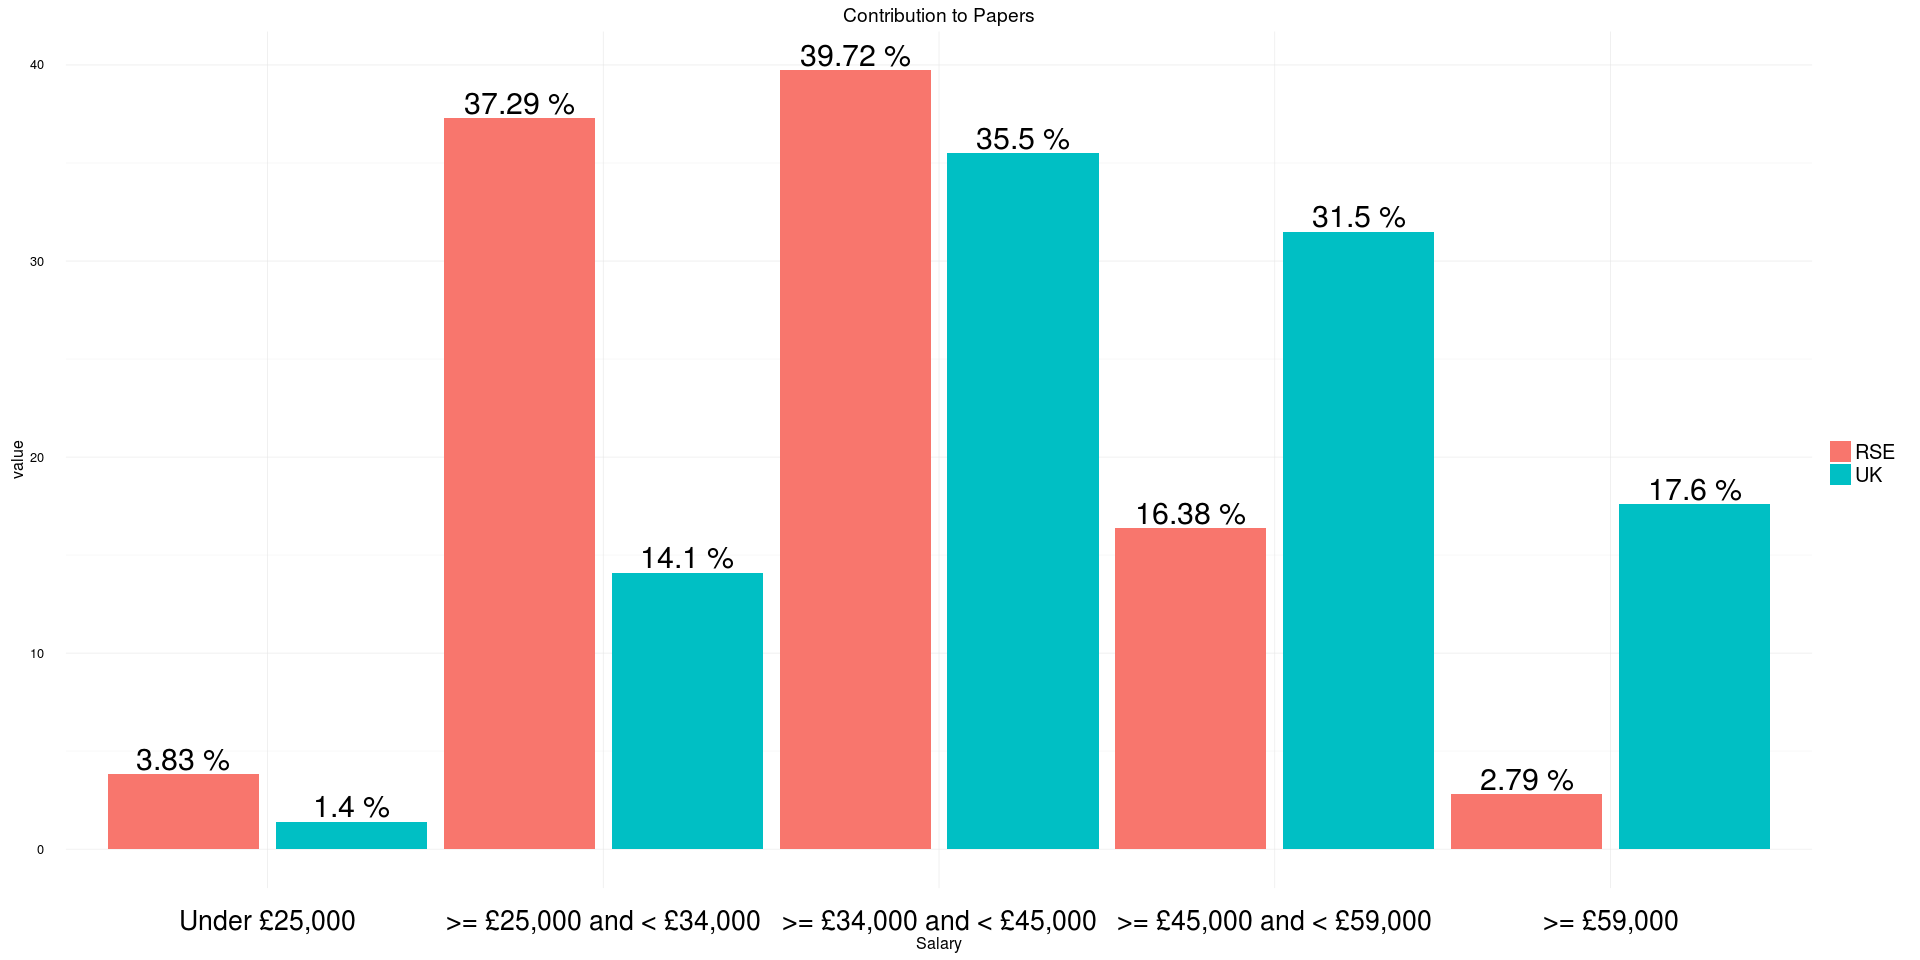 Contribution to Papers
value
40
30
20
10
0
3.83 %
1.4 %
37.29 %
14.1 %
39.72 %
35.5 %
16.38 %
31.5 %
2.79 %
17.6 %
RSE
UK
Under £25,000
>= £25,000 and < £34,000
>= £34,000 and < £45,000
>= £45,000 and < £59,000
>= £59,000
Salary